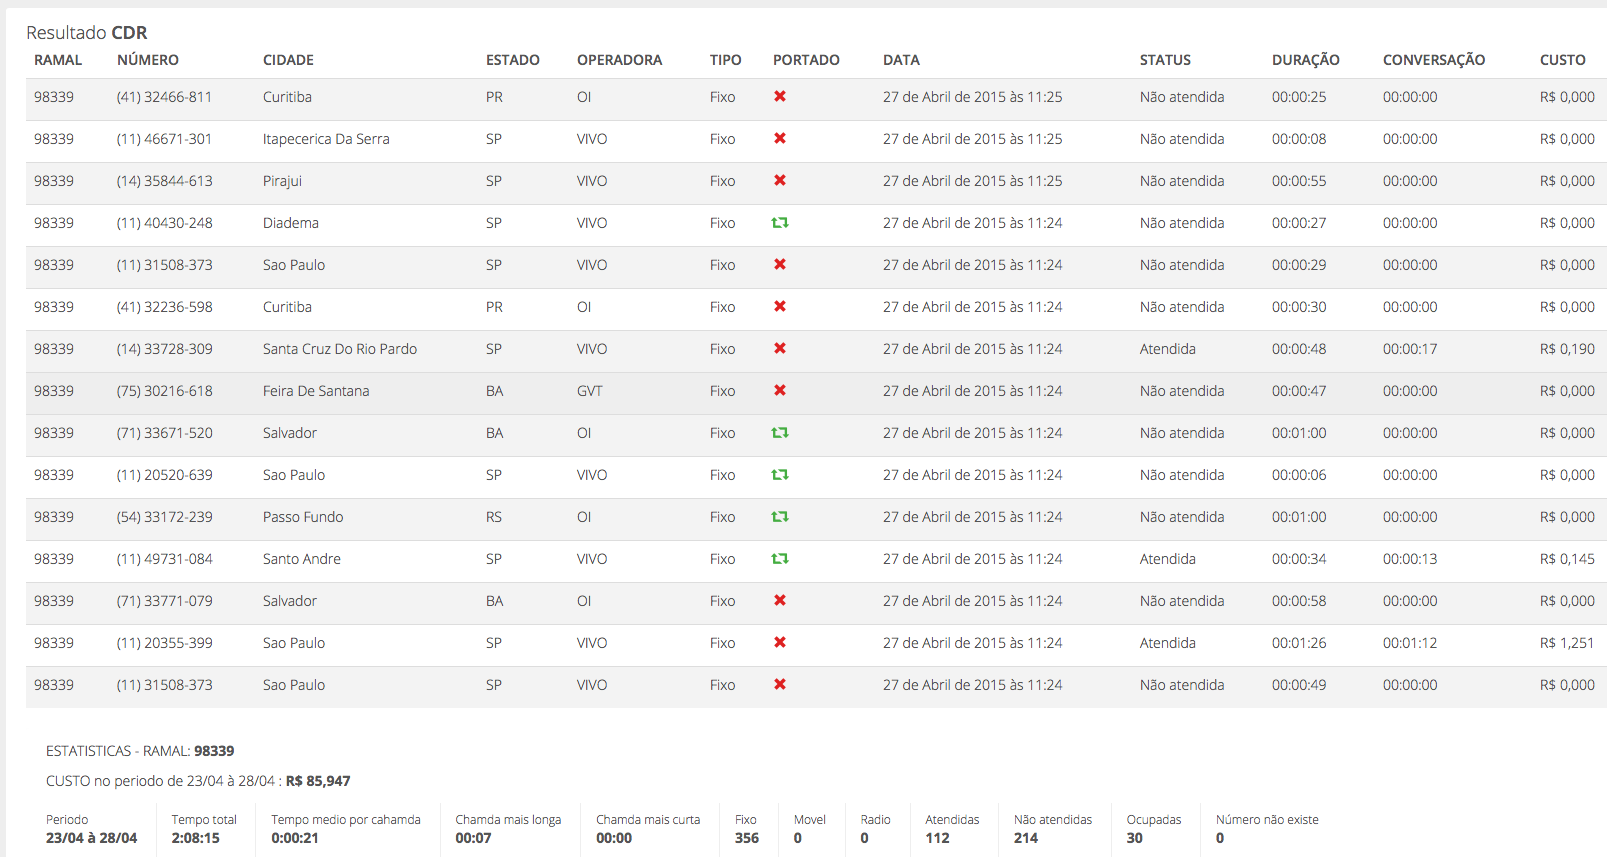 Resultado CDR
RAMAL NÚMERO CIDADE ESTADO OPERADORA TIPO PORTADO DATA STATUS DURAÇÃO CONVERSAÇÃO CUSTO
98339 (41) 32466-811 Curitiba PR OI Fixo 27 de Abril de 2015 às 11:25 Não atendida 00:00:25 00:00:00 R$ 0,000
98339 (11) 46671-301 Itapecerica Da Serra SP VIVO Fixo 27 de Abril de 2015 às 11:25 Não atendida 00:00:08 00:00:00 R$ 0,000
98339 (14) 35844-613 Pirajui SP VIVO Fixo 27 de Abril de 2015 às 11:25 Não atendida 00:00:55 00:00:00 R$ 0,000
98339 (11) 40430-248 Diadema SP VIVO Fixo 27 de Abril de 2015 às 11:24 Não atendida 00:00:27 00:00:00 R$ 0,000
98339 (11) 31508-373 Sao Paulo SP VIVO Fixo 27 de Abril de 2015 às 11:24 Não atendida 00:00:29 00:00:00 R$ 0,000
98339 (41) 32236-598 Curitiba PR OI Fixo 27 de Abril de 2015 às 11:24 Não atendida 00:00:30 00:00:00 R$ 0,000
98339 (14) 33728-309 Santa Cruz Do Rio Pardo SP VIVO Fixo 27 de Abril de 2015 às 11:24 Atendida 00:00:48 00:00:17 R$ 0,190
98339 (75) 30216-618 Feira De Santana BA GVT Fixo 27 de Abril de 2015 às 11:24 Não atendida 00:00:47 00:00:00 R$ 0,000
98339 (71) 33671-520 Salvador BA OI Fixo 27 de Abril de 2015 às 11:24 Não atendida 00:01:00 00:00:00 R$ 0,000
98339 (11) 20520-639 Sao Paulo SP VIVO Fixo 27 de Abril de 2015 às 11:24 Não atendida 00:00:06 00:00:00 R$ 0,000
98339 (54) 33172-239 Passo Fundo RS OI Fixo 27 de Abril de 2015 às 11:24 Não atendida 00:01:00 00:00:00 R$ 0,000
98339 (11) 49731-084 Santo Andre SP VIVO Fixo 27 de Abril de 2015 às 11:24 Atendida 00:00:34 00:00:13 R$ 0,145
98339 (71) 33771-079 Salvador BA OI Fixo 27 de Abril de 2015 às 11:24 Não atendida 00:00:58 00:00:00 R$ 0,000
98339 (11) 20355-399 Sao Paulo SP VIVO Fixo 27 de Abril de 2015 às 11:24 Atendida 00:01:26 00:01:12 R$ 1,251
98339 (11) 31508-373 Sao Paulo SP VIVO Fixo 27 de Abril de 2015 às 11:24 Não atendida 00:00:49 00:00:00 R$ 0,000
ESTATISTICAS - RAMAL: 98339
CUSTO no periodo de 23/04 à 28/04 : R$ 85,947
Periodo Tempo total Tempo medio por cahamda Chamda mais longa Chamda mais curta Fixo Movel Radio Atendidas Não atendidas Ocupadas Número não existe
23/04 à 28/04 2:08:15 0:00:21 00:07 00:00 356 0 0 112 214 30 0